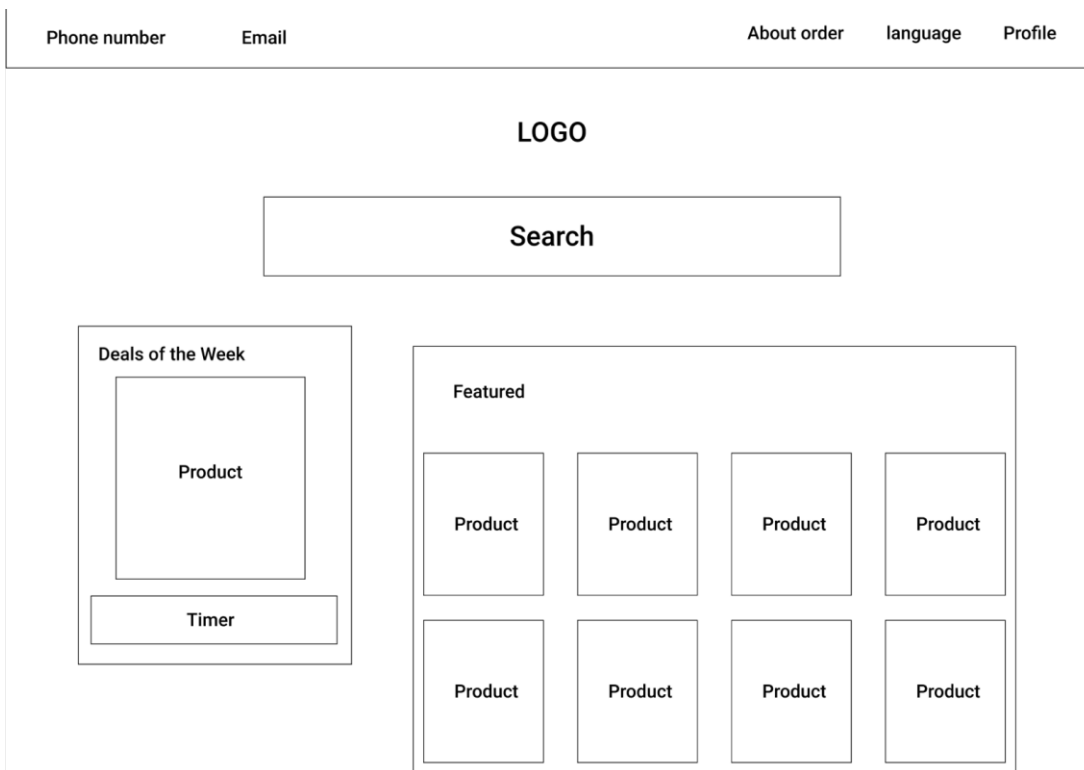 Phone number Email About order language Profile
LOGO
Search
Deals of the Week
Product
Timer
Featured
Product Product Product Product
Product Product Product Product